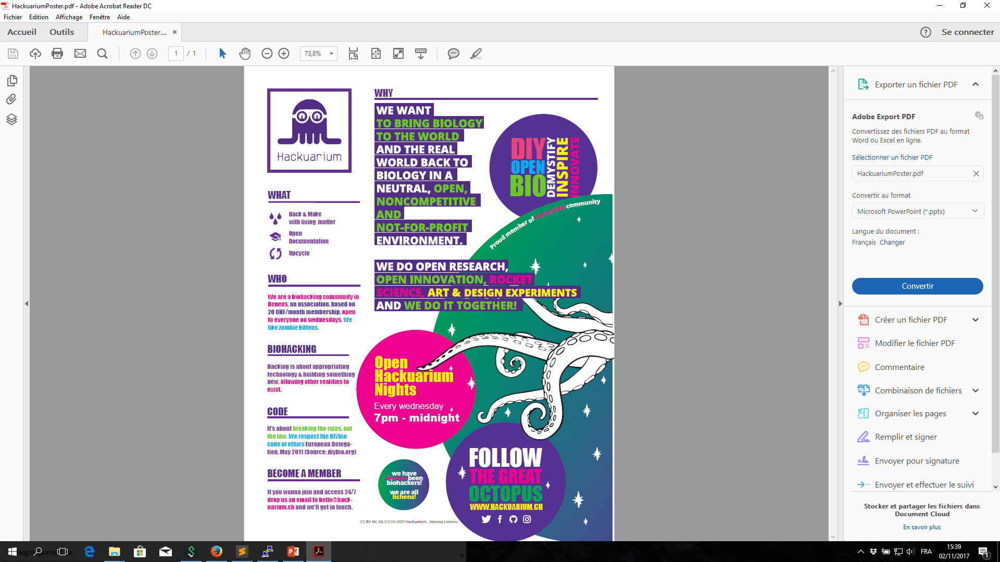 HackuariumPoster.pdf - Adobe Acrobat Reader DC
Fichier Edition Affichage Fenêtre Aide
Accueil Outils HackuariumPoster.... × ? Se connecter
1 / 1 73,8%
Hackuarium
WHAT
Hack & Make
with living matter
Open
Documentation
Upcycle
WHO
We are a biohacking community in
Renens, an association, based on
20 CHF/month membership, open
to everyone on wednesdays. We
like zombie kittens.
BIOHACKING
Hacking is about appropriating
technology & building something
new, allowing other realities to
exist.
CODE
It's about breaking the rules, not
the law. We respect the DIYbio
code of ethics European Delega-
tion, May 2011 (Source: diybio.org)
BECOME A MEMBER
If you wanna join and access 24/7
drop us an email to hello@hack-
uarium.ch and we'll get in touch.
WHY
WE WANT
TO BRING BIOLOGY
TO THE WORLD
AND THE REAL
WORLD BACK TO
BIOLOGY IN A
NEUTRAL, OPEN,
NONCOMPETITIVE
AND
NOT-FOR-PROFIT
ENVIRONMENT.
WE DO OPEN RESEARCH,
OPEN INNOVATION, ROCKET
SCIENCE, ART & DESIGN EXPERIMENTS
AND WE DO IT TOGETHER!
DIY
OPEN
BIO
DEMYSTIFY
INSPIRE
INNOVATE
Proud member of Université community
Open
Hackuarium
Nights
Every wednesday
7pm - midnight
we have
always been
biohackers!
we are all
lichens!
FOLLOW
THE GREAT
OCTOPUS
WWW.HACKUARIUM.CH
CC BY-NC-SA 3.0 CH 2017 Hackuarium, Vanessa Lorenzo
Exporter un fichier PDF
Adobe Export PDF
Convertissez des fichiers PDF au format
Word ou Excel en ligne.
Sélectionner un fichier PDF
HackuariumPoster.pdf
Convertir au format
Microsoft PowerPoint (*.pptx)
Langue du document :
Français Changer
Convertir
Créer un fichier PDF
Modifier le fichier PDF
Commentaire
Combinaison de fichiers
Organiser les pages
Remplir et signer
Envoyer pour signature
Envoyer et effectuer le suivi
Stocker et partager les fichiers dans
Document Cloud
En savoir plus
FRA
15:39
02/11/2017
1